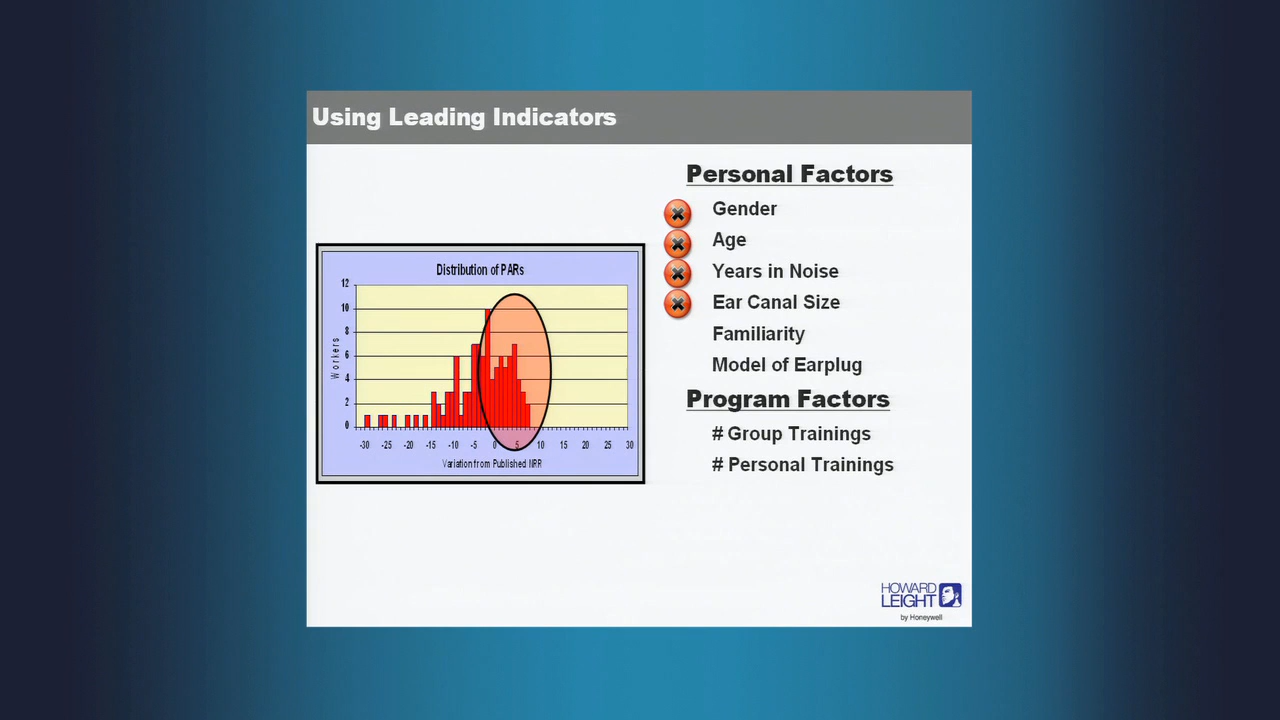 Using Leading Indicators
Personal Factors
Gender
Age
Years in Noise
Ear Canal Size
Familiarity
Model of Earplug
Program Factors
# Group Trainings
# Personal Trainings
Distribution of PARs
12
10
8
6
4
2
0
Workers
-30 -25 -20 -15 -10 -5 0 5 10 15 20 25 30
Variation from Published NRR
HOWARD
LEIGHT
by Honeywell